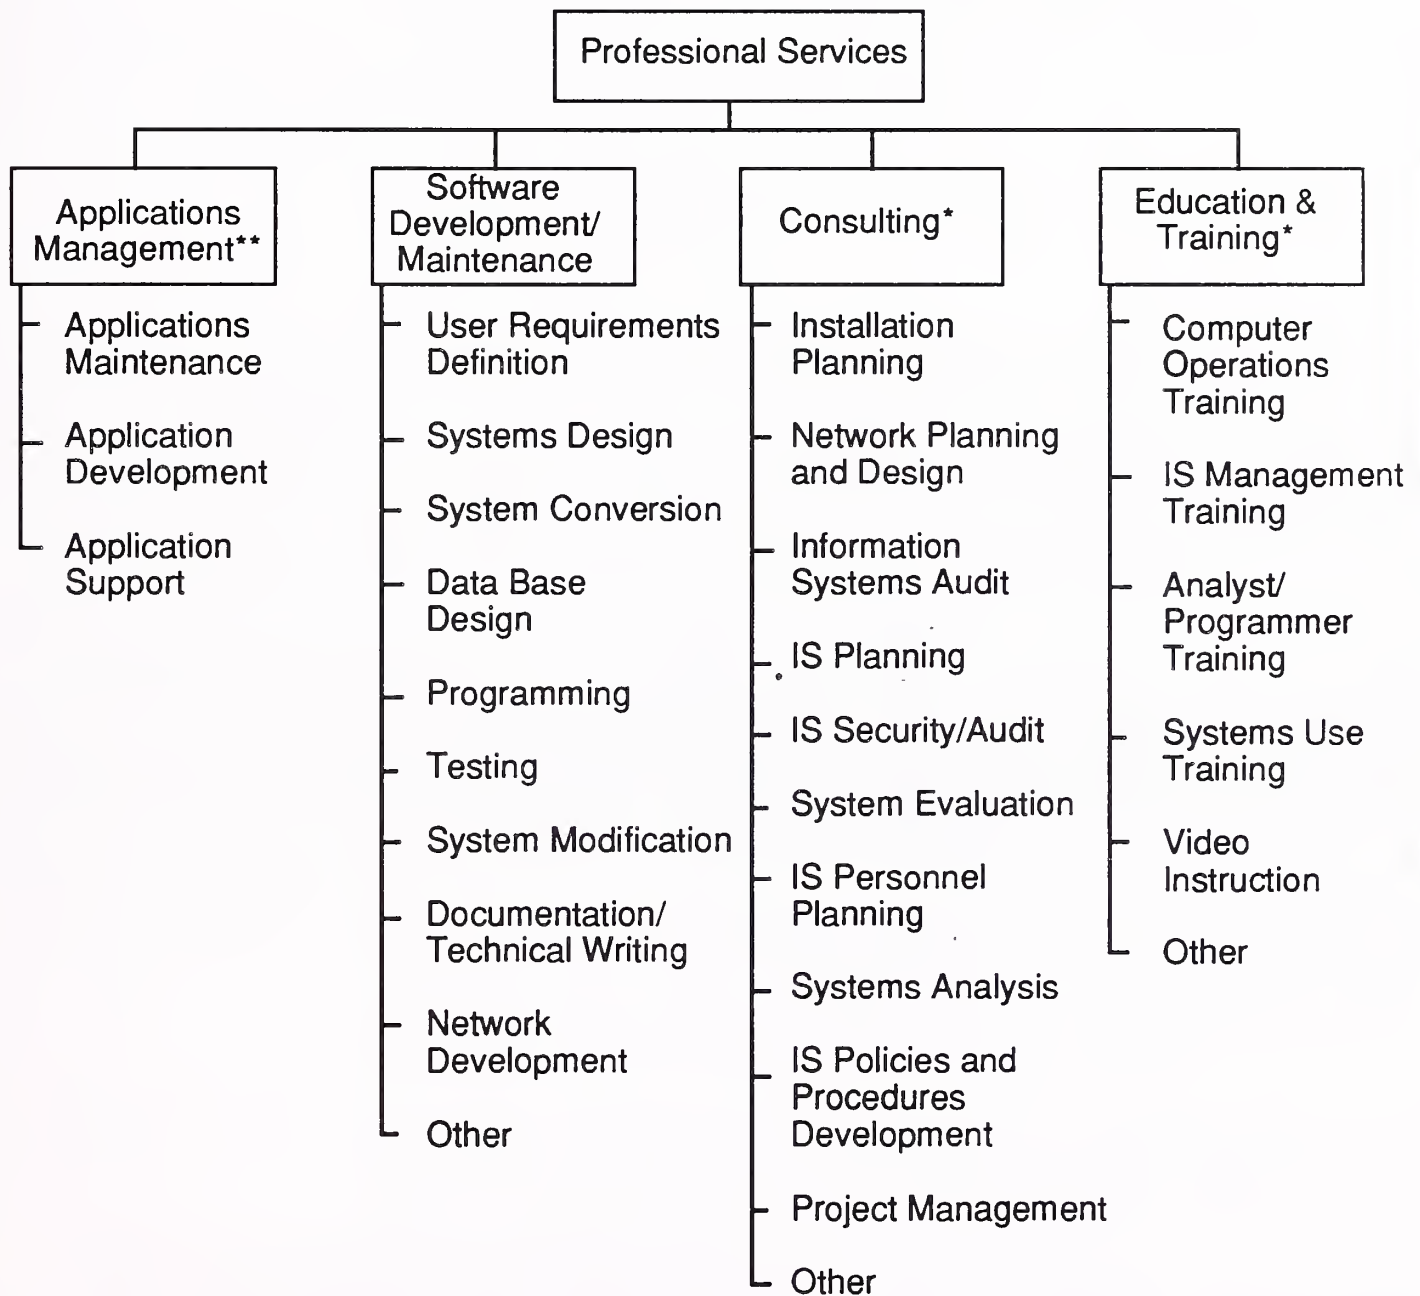 Professional Services
Applications
Management**
Applications
Maintenance
Application
Development
Application
Support
Software
Development/
Maintenance
User Requirements
Definition
Systems Design
System Conversion
Data Base
Design
Programming
Testing
System Modification
Documentation/
Technical Writing
Network
Development
Other
Consulting*
Installation
Planning
Network Planning
and Design
Information
Systems Audit
IS Planning
IS Security/Audit
System Evaluation
IS Personnel
Planning
Systems Analysis
IS Policies and
Procedures
Development
Project Management
Other
Education &
Training*
Computer
Operations
Training
IS Management
Training
Analyst/
Programmer
Training
Systems Use
Training
Video
Instruction
Other